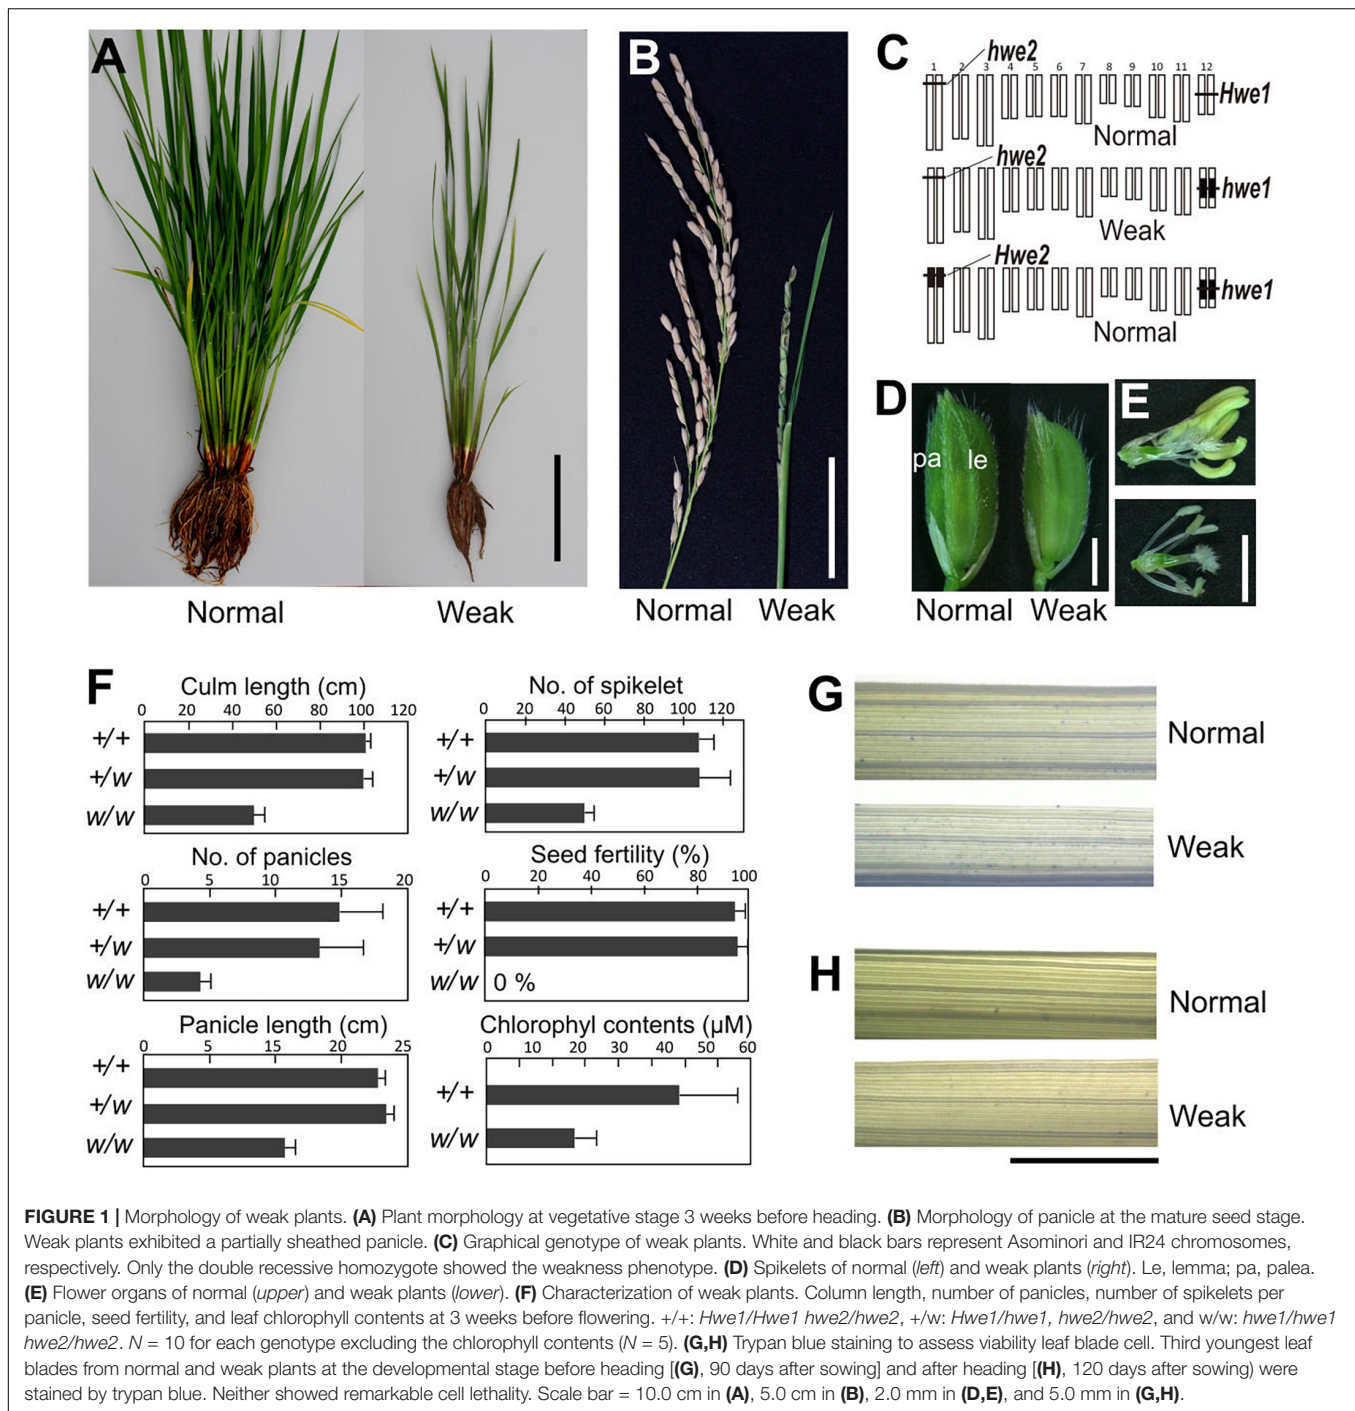 A
Normal
Weak
B
Normal
Weak
C
hwe2
1 2 3 4 5 6 7 8 9 10 11 12
Hwe1
Normal
hwe2
hwe1
Weak
Hwe2
hwe1
Normal
D
pa
le
Normal
Weak
E
F
Culm length (cm)
0 20 40 60 80 100 120
+/+
+/w
w/w
No. of spikelet
0 20 40 60 80 100 120
+/+
+/w
w/w
No. of panicles
0 5 10 15 20
+/+
+/w
w/w
Seed fertility (%)
0 20 40 60 80 100
+/+
+/w
w/w
0 %
Panicle length (cm)
0 5 15 20 25
+/+
+/w
w/w
Chlorophyl contents (µM)
0 10 20 30 40 50 60
+/+
w/w
G
Normal
Weak
H
Normal
Weak
FIGURE 1 | Morphology of weak plants. (A) Plant morphology at vegetative stage 3 weeks before heading. (B) Morphology of panicle at the mature seed stage.
Weak plants exhibited a partially sheathed panicle. (C) Graphical genotype of weak plants. White and black bars represent Asominori and IR24 chromosomes,
respectively. Only the double recessive homozygote showed the weakness phenotype. (D) Spikelets of normal (left) and weak plants (right). Le, lemma; pa, palea.
(E) Flower organs of normal (upper) and weak plants (lower). (F) Characterization of weak plants. Column length, number of panicles, number of spikelets per
panicle, seed fertility, and leaf chlorophyll contents at 3 weeks before flowering. +/+: Hwe1/Hwe1 hwe2/hwe2, +/w: Hwe1/hwe1, hwe2/hwe2, and w/w: hwe1/hwe1
hwe2/hwe2. N = 10 for each genotype excluding the chlorophyll contents (N = 5). (G,H) Trypan blue staining to assess viability leaf blade cell. Third youngest leaf
blades from normal and weak plants at the developmental stage before heading [(G), 90 days after sowing] and after heading [(H), 120 days after sowing) were
stained by trypan blue. Neither showed remarkable cell lethality. Scale bar = 10.0 cm in (A), 5.0 cm in (B), 2.0 mm in (D,E), and 5.0 mm in (G,H).